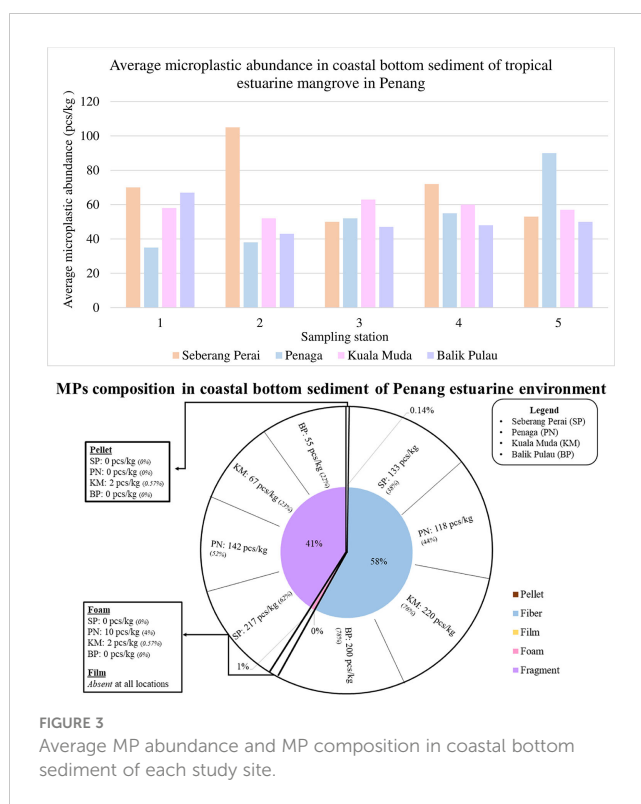 Average microplastic abundance in coastal bottom sediment of tropical
estuarine mangrove in Penang
Average microplastic abundance (pcs/kg )
120
100
80
60
40
20
0
1
2
3
4
5
Sampling station
Seberang Perai
Penaga
Kuala Muda
Balik Pulau
MPs composition in coastal bottom sediment of Penang estuarine environment
Legend
• Seberang Perai (SP)
• Penaga (PN)
• Kuala Muda (KM)
• Balik Pulau (BP)
0.14%
Pellet
SP: 0 pcs/kg (0%)
PN: 0 pcs/kg (0%)
KM: 2 pcs/kg (0.57%)
BP: 0 pcs/kg (0%)
BP: 55 pcs/kg (22%)
KM: 67 pcs/kg (23%)
PN: 142 pcs/kg
(52%)
SP: 217 pcs/kg (62%)
SP: 133 pcs/kg
(38%)
PN: 118 pcs/kg
(44%)
KM: 220 pcs/kg
(76%)
BP: 200 pcs/kg
(78%)
41%
58%
0%
1%
Foam
SP: 0 pcs/kg (0%)
PN: 10 pcs/kg (4%)
KM: 2 pcs/kg (0.57%)
BP: 0 pcs/kg (0%)
Film
Absent at all locations
Pellet
Fiber
Film
Foam
Fragment
FIGURE 3
Average MP abundance and MP composition in coastal bottom
sediment of each study site.